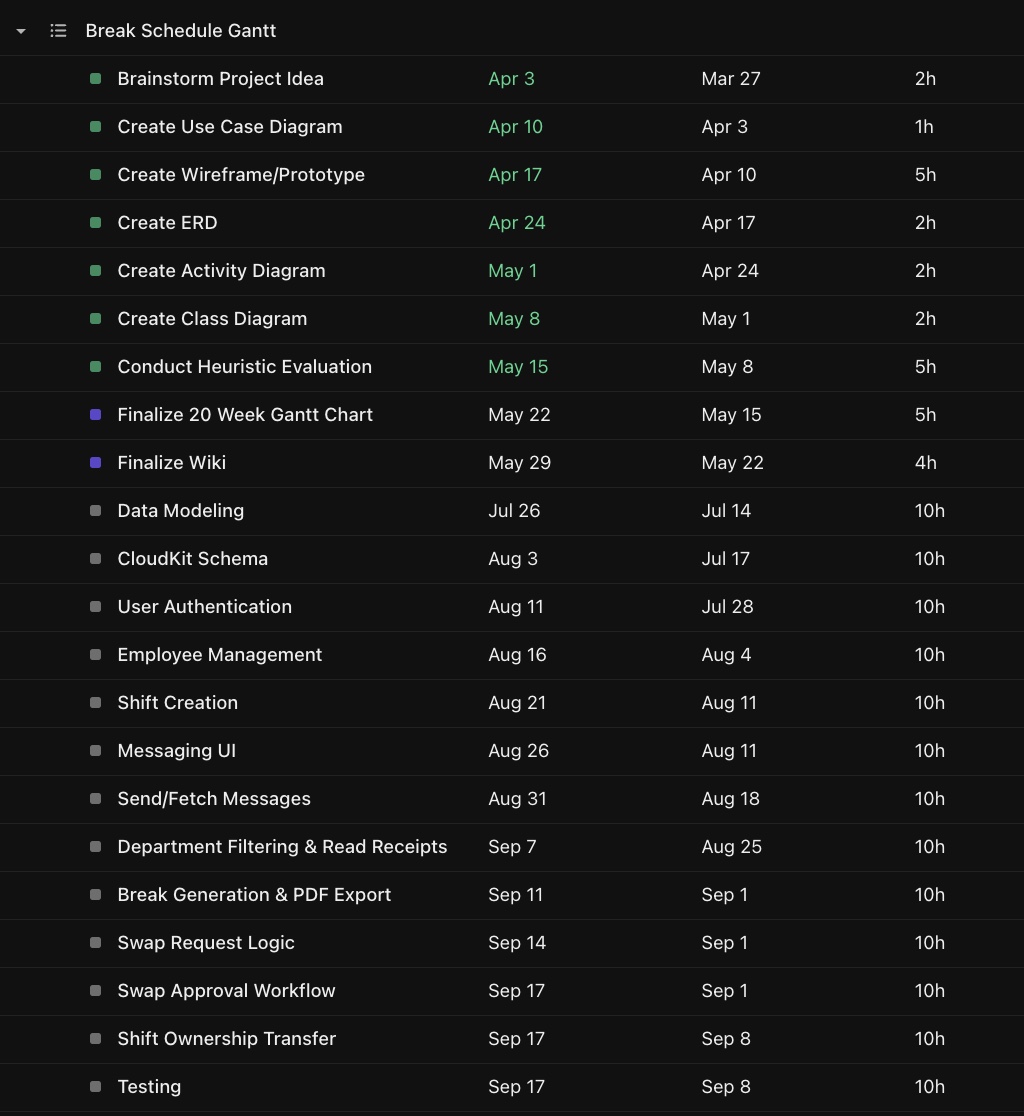 Break Schedule Gantt
Brainstorm Project Idea Apr 3 Mar 27 2h
Create Use Case Diagram Apr 10 Apr 3 1h
Create Wireframe/Prototype Apr 17 Apr 10 5h
Create ERD Apr 24 Apr 17 2h
Create Activity Diagram May 1 Apr 24 2h
Create Class Diagram May 8 May 1 2h
Conduct Heuristic Evaluation May 15 May 8 5h
Finalize 20 Week Gantt Chart May 22 May 15 5h
Finalize Wiki May 29 May 22 4h
Data Modeling Jul 26 Jul 14 10h
CloudKit Schema Aug 3 Jul 17 10h
User Authentication Aug 11 Jul 28 10h
Employee Management Aug 16 Aug 4 10h
Shift Creation Aug 21 Aug 11 10h
Messaging UI Aug 26 Aug 11 10h
Send/Fetch Messages Aug 31 Aug 18 10h
Department Filtering & Read Receipts Sep 7 Aug 25 10h
Break Generation & PDF Export Sep 11 Sep 1 10h
Swap Request Logic Sep 14 Sep 1 10h
Swap Approval Workflow Sep 17 Sep 1 10h
Shift Ownership Transfer Sep 17 Sep 8 10h
Testing Sep 17 Sep 8 10h